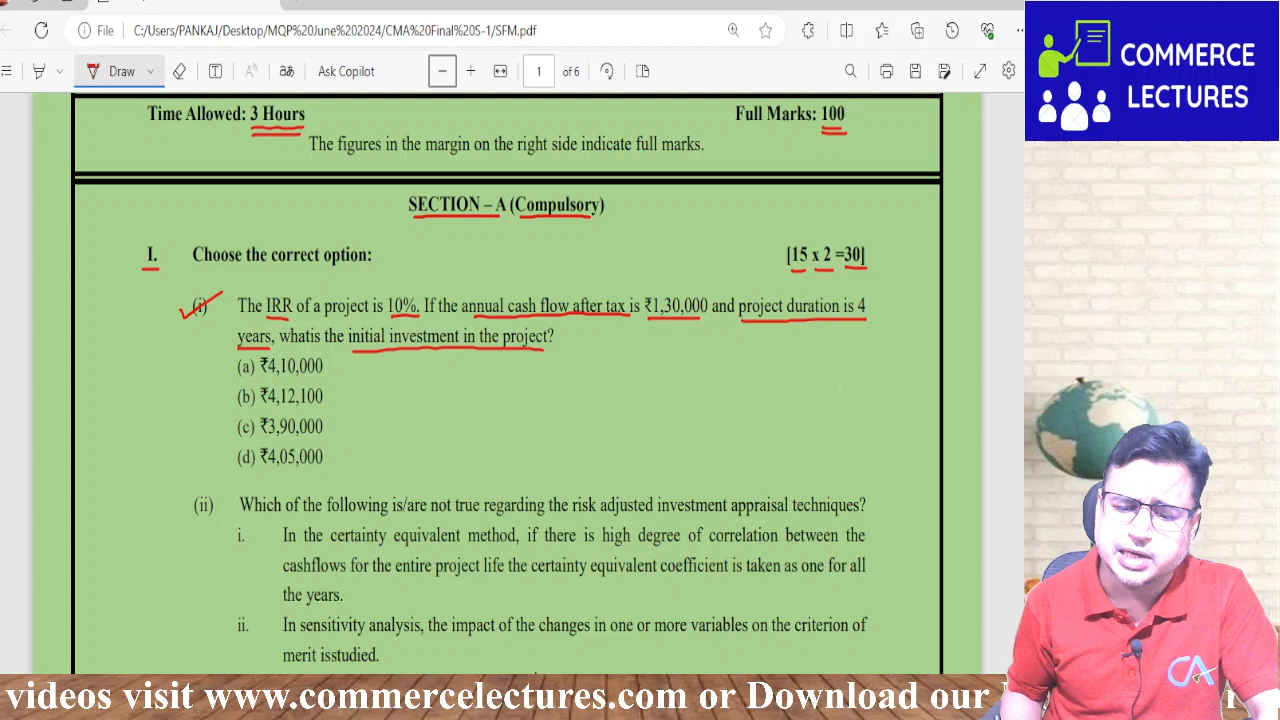 File C:/Users/PANKAJ/Desktop/MQP%20June%202024/CMA%20Final%20S-1/SFM.pdf
Draw
Ask Copilot
1 of 6
COMMERCE
LECTURES
Time Allowed: 3 Hours Full Marks: 100
The figures in the margin on the right side indicate full marks.
SECTION – A (Compulsory)
I. Choose the correct option: [15 x 2 =30]
(i) The IRR of a project is 10%. If the annual cash flow after tax is ₹1,30,000 and project duration is 4
years, whatis the initial investment in the project?
(a) ₹4,10,000
(b) ₹4,12,100
(c) ₹3,90,000
(d) ₹4,05,000
(ii) Which of the following is/are not true regarding the risk adjusted investment appraisal techniques?
i. In the certainty equivalent method, if there is high degree of correlation between the
cashflows for the entire project life the certainty equivalent coefficient is taken as one for all
the years.
ii. In sensitivity analysis, the impact of the changes in one or more variables on the criterion of
merit isstudied.
CA
videos visit www.commercelectures.com or Download our